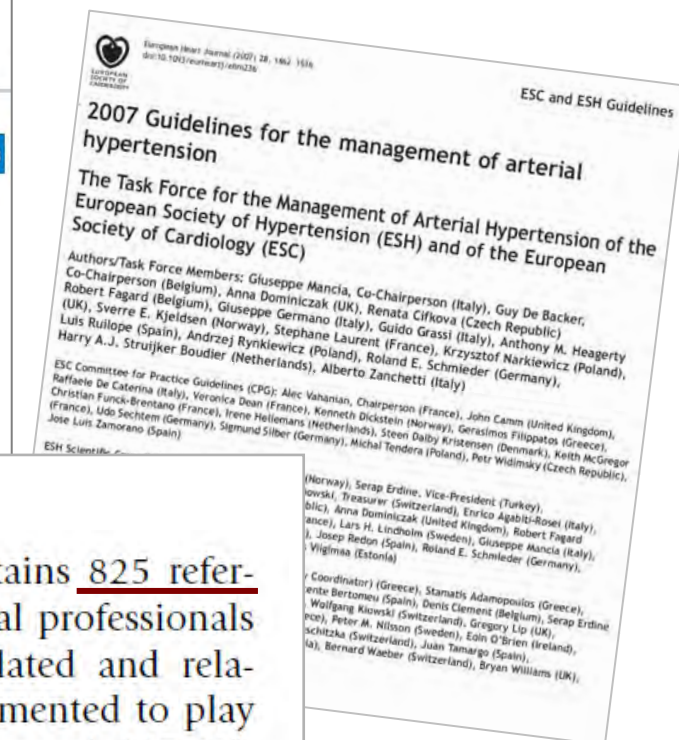 EUROPEAN
SOCIETY OF
CARDIOLOGY
European Heart Journal (2007) 28, 1462–1536
ESC and ESH Guidelines
2007 Guidelines for the management of arterial
hypertension
The Task Force for the Management of Arterial Hypertension of the
European Society of Hypertension (ESH) and of the European
Society of Cardiology (ESC)
Authors/Task Force Members: Giuseppe Mancia, Co-Chairperson (Italy), Guy De Backer,
Co-Chairperson (Belgium), Anna Dominiczak (UK), Renata Cifkova (Czech Republic)
Robert Fagard (Belgium), Giuseppe Germano (Italy), Guido Grassi (Italy), Anthony M. Heagerty
(UK), Sverre E. Kjeldsen (Norway), Stephane Laurent (France), Krzysztof Narkiewicz (Poland),
Luis Ruilope (Spain), Andrzej Rynkiewicz (Poland), Roland E. Schmieder (Germany),
Harry A.J. Struijker Boudier (Netherlands), Alberto Zanchetti (Italy)
ESC Committee for Practice Guidelines (CPG): Alec Vahanian, Chairperson (France), John Camm (United Kingdom),
Raffaele De Caterina (Italy), Veronica Dean (France), Kenneth Dickstein (Norway), Gerasimos Filippatos (Greece),
Christian Funck-Brentano (France), Irene Hellemans (Netherlands), Steen Dalby Kristensen (Denmark), Keith McGregor
(France), Udo Sechtem (Germany), Sigmund Silber (Germany), Michal Tendera (Poland), Petr Widimsky (Czech Republic),
Jose Luis Zamorano (Spain)
ESH Scientific
(Norway), Serap Erdine, Vice-President (Turkey),
owski, Treasurer (Switzerland), Enrico Agabiti-Rosei (Italy),
blic), Anna Dominiczak (United Kingdom), Robert Fagard
ance), Lars H. Lindholm (Sweden), Giuseppe Mancia (Italy),
), Josep Redon (Spain), Roland E. Schmieder (Germany),
Viigimaa (Estonia)
Coordinator) (Greece), Stamatis Adamopoulos (Greece),
ente Bertomeu (Spain), Denis Clement (Belgium), Serap Erdine
Wolfgang Kiowski (Switzerland), Gregory Lip (UK),
ece), Peter M. Nilsson (Sweden), Eoin O'Brien (Ireland),
schitzka (Switzerland), Juan Tamargo (Spain),
ia), Bernard Waeber (Switzerland), Bryan Williams (UK),
tains 825 refer-
al professionals
lated and rela-
mented to play